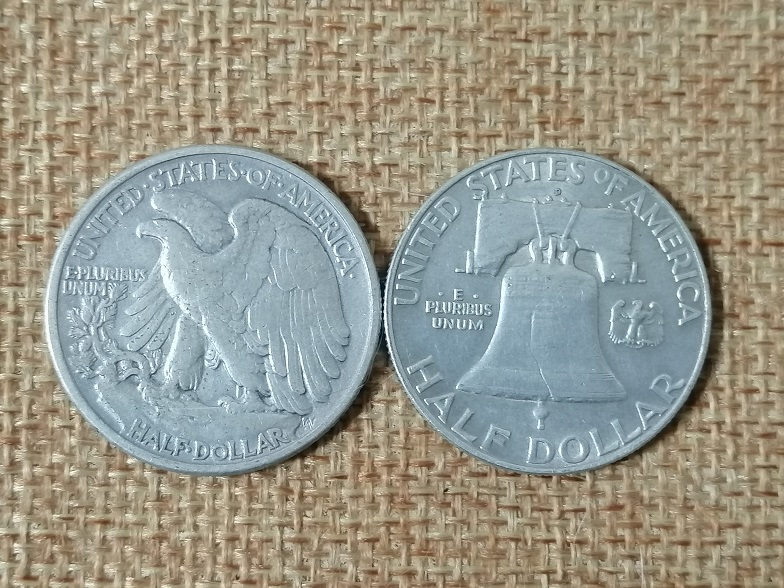 UNITED·STATES·OF·AMERICA·
E·PLURIBUS
UNUM
HALF·DOLLAR
UNITED STATES OF AMERICA
· E ·
PLURIBUS
UNUM
HALF DOLLAR